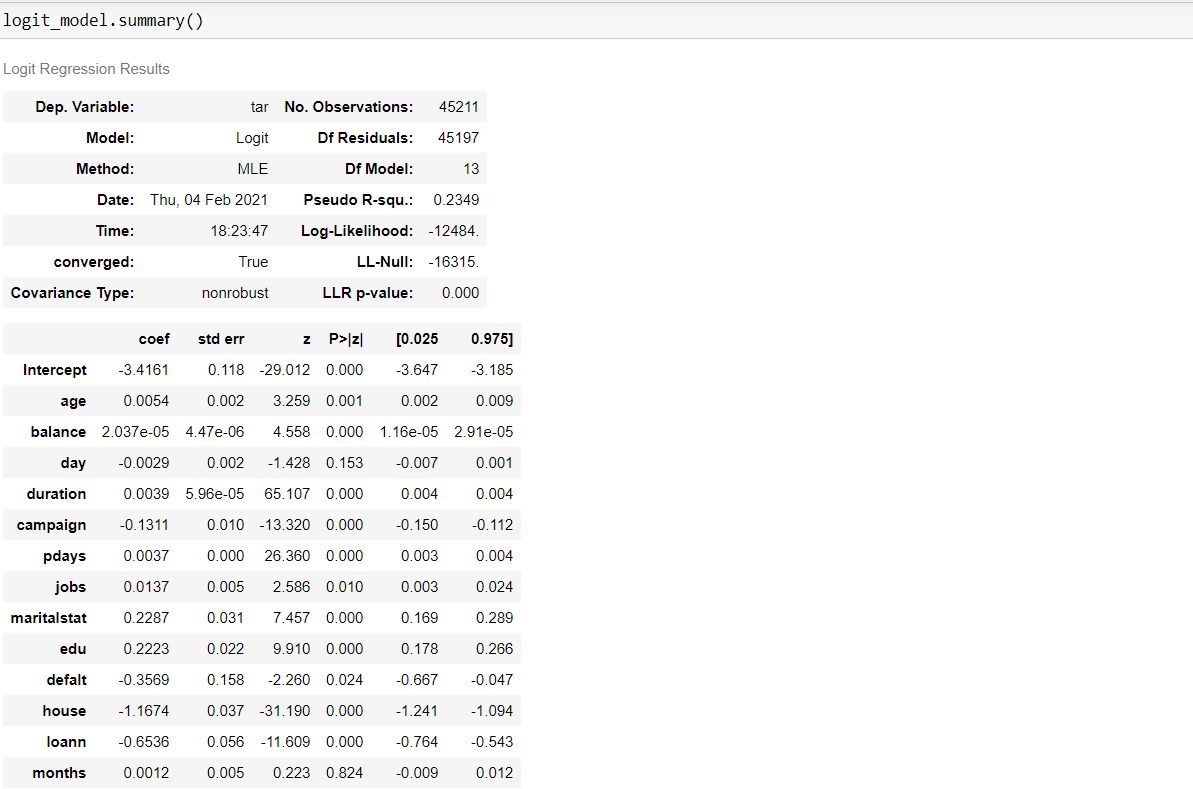 logit_model.summary()
Logit Regression Results
Dep. Variable: tar No. Observations: 45211
Model: Logit Df Residuals: 45197
Method: MLE Df Model: 13
Date: Thu, 04 Feb 2021 Pseudo R-squ.: 0.2349
Time: 18:23:47 Log-Likelihood: -12484.
converged: True LL-Null: -16315.
Covariance Type: nonrobust LLR p-value: 0.000
coef std err z P>|z| [0.025 0.975]
Intercept -3.4161 0.118 -29.012 0.000 -3.647 -3.185
age 0.0054 0.002 3.259 0.001 0.002 0.009
balance 2.037e-05 4.47e-06 4.558 0.000 1.16e-05 2.91e-05
day -0.0029 0.002 -1.428 0.153 -0.007 0.001
duration 0.0039 5.96e-05 65.107 0.000 0.004 0.004
campaign -0.1311 0.010 -13.320 0.000 -0.150 -0.112
pdays 0.0037 0.000 26.360 0.000 0.003 0.004
jobs 0.0137 0.005 2.586 0.010 0.003 0.024
maritalstat 0.2287 0.031 7.457 0.000 0.169 0.289
edu 0.2223 0.022 9.910 0.000 0.178 0.266
defalt -0.3569 0.158 -2.260 0.024 -0.667 -0.047
house -1.1674 0.037 -31.190 0.000 -1.241 -1.094
loann -0.6536 0.056 -11.609 0.000 -0.764 -0.543
months 0.0012 0.005 0.223 0.824 -0.009 0.012